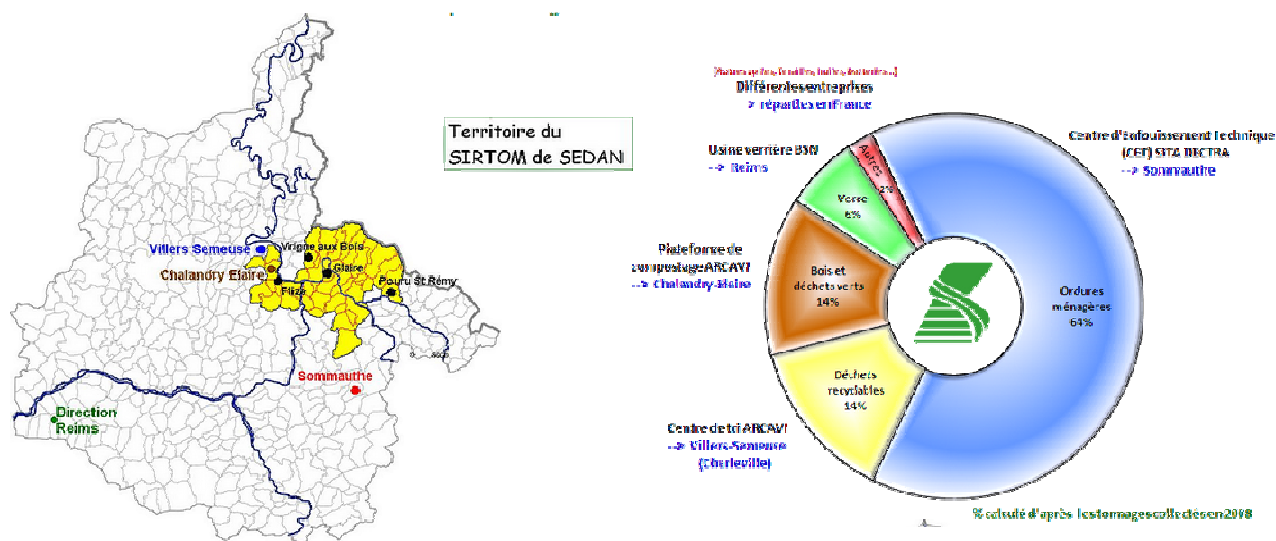 Territoire du
SIRTOM de SEDAN
Villers Semeuse
Vrigne aux Bois
Chalandry Elaire
Glaire
Flize
Pouru St Rémy
Sommauthe
Direction
Reims
Différentes entreprises
--> réparties en France
Usine verrière BSN
--> Reims
Plateforme de
compostage ARCAVI
--> Chalandry-Elaire
Centre de tri ARCAVI
--> Villers-Semeuse
(Charleville)
Centre d'Enfouissement Technique
(CET) SITA DECTRA
--> Sommauthe
Autres
2%
Verre
6%
Bois et
déchets verts
14%
Déchets
recyclables
14%
Ordures
ménagères
64%
% calculé d'après les tonnages collectés en 2008